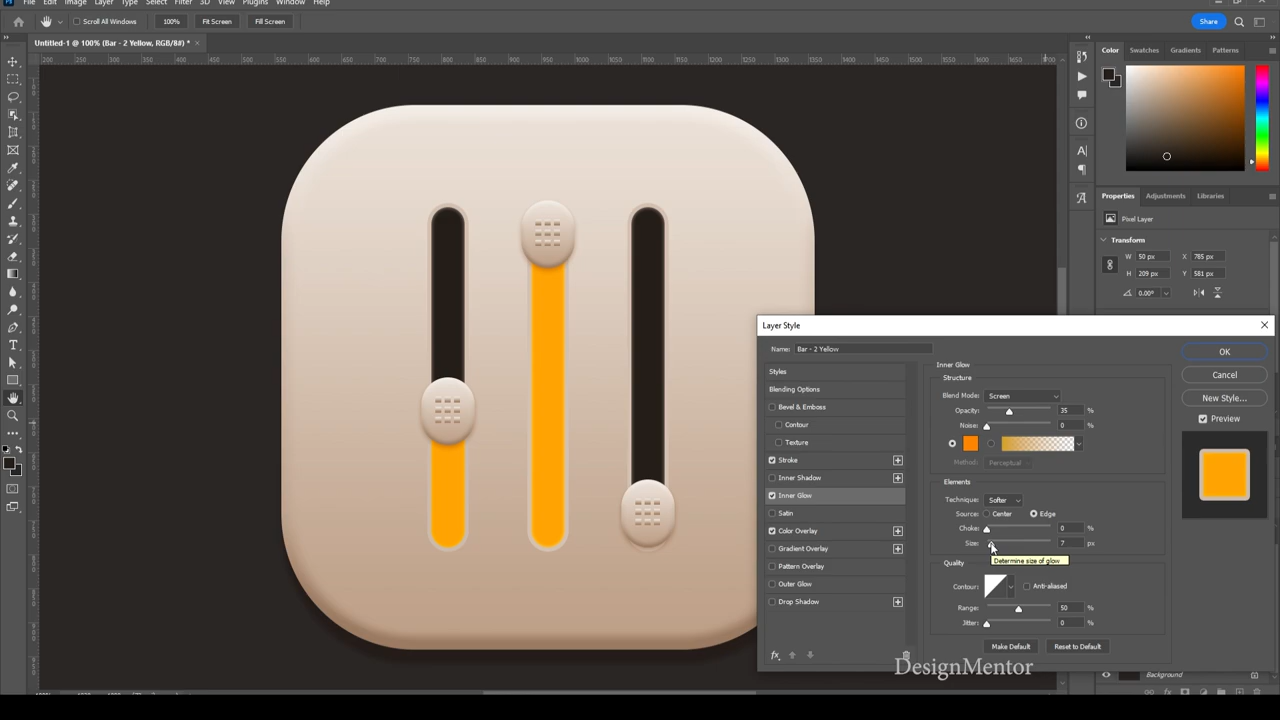 File Edit Image Layer Type Select Filter 3D View Plugins Window Help
Scroll All Windows 100% Fit Screen Fill Screen Share
Untitled-1 @ 100% (Bar - 2 Yellow, RGB/8#) * ×
Color Swatches Gradients Patterns
Properties Adjustments Libraries
Pixel Layer
Transform
W 50 px X 785 px
H 209 px Y 581 px
0.00°
Layer Style
Name: Bar - 2 Yellow
Styles
Blending Options
Bevel & Emboss
Contour
Texture
Stroke
Inner Shadow
Inner Glow
Satin
Color Overlay
Gradient Overlay
Pattern Overlay
Outer Glow
Drop Shadow
fx
Inner Glow
Structure
Blend Mode: Screen
Opacity: 35 %
Noise: 0 %
Method: Perceptual
Elements
Technique: Softer
Source: Center Edge
Choke: 0 %
Size: 7 px
Determine size of glow
Quality
Contour: Anti-aliased
Range: 50 %
Jitter: 0 %
Make Default Reset to Default
OK
Cancel
New Style...
Preview
DesignMentor
Background